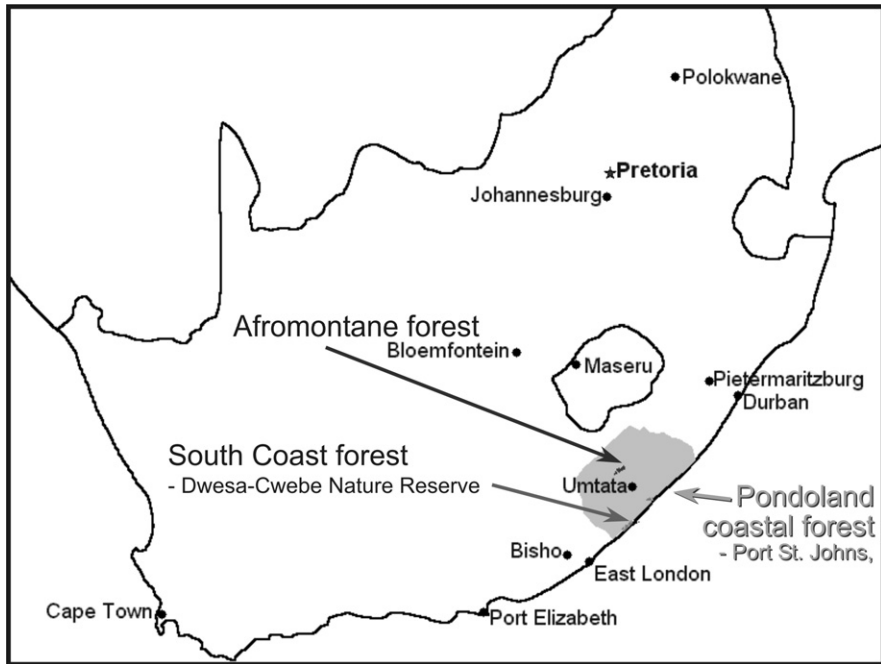 Polokwane
Pretoria
Johannesburg
Afromontane forest
Bloemfontein
Maseru
Pietermaritzburg
Durban
South Coast forest
- Dwesa-Cwebe Nature Reserve
Umtata
Pondoland
coastal forest
- Port St. Johns,
Bisho
East London
Cape Town
Port Elizabeth